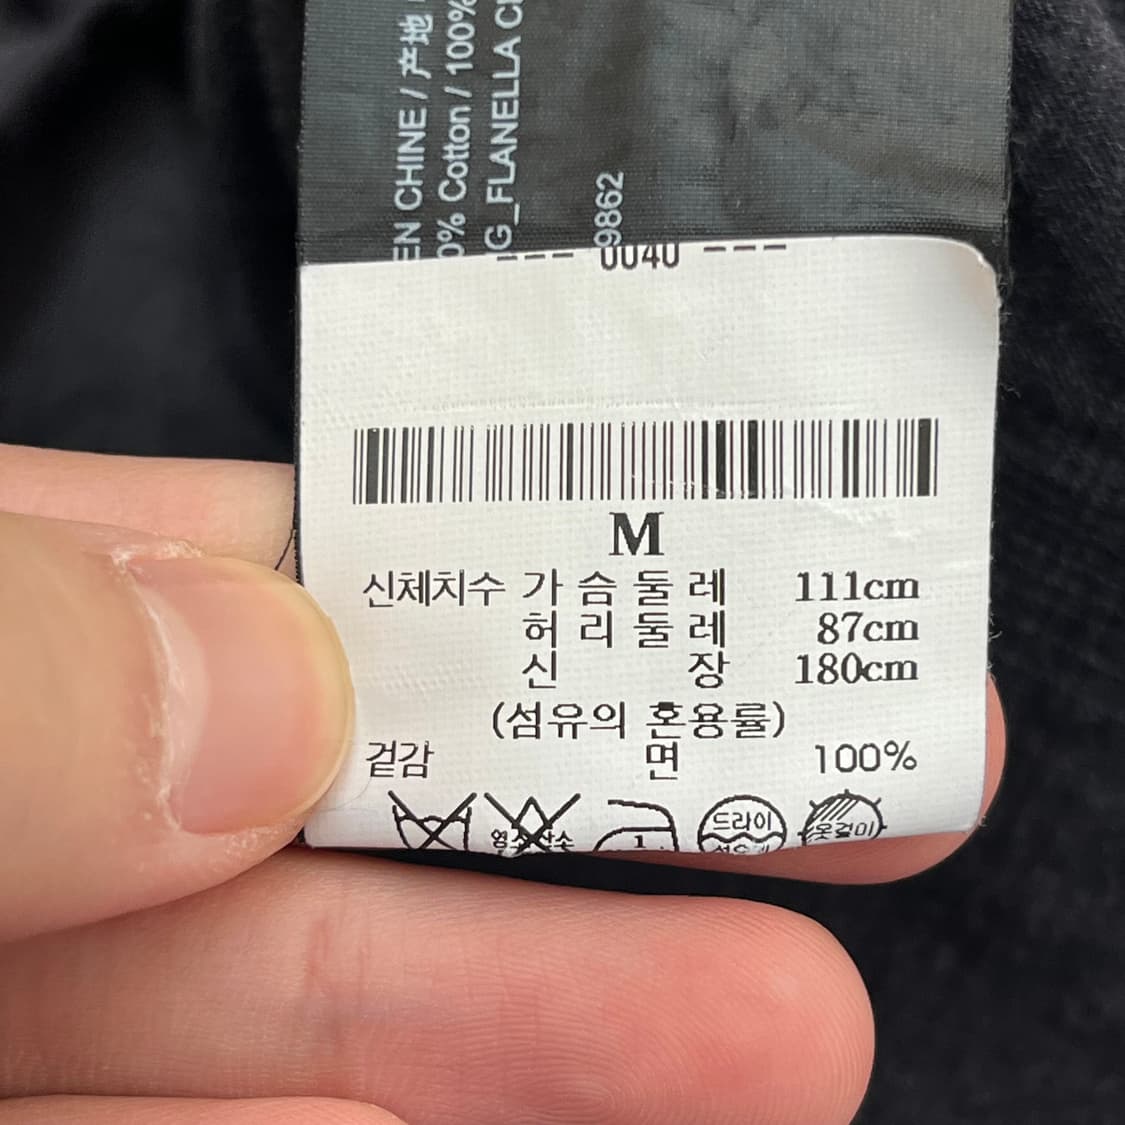 EN CHINE / 产地
0% Cotton / 100%
G_FLANELLA
9862
--- 0040 ---
M
신체치수 가슴둘레 111cm
허리둘레 87cm
신장 180cm
(섬유의 혼용률)
겉감 면 100%
1
드라이
옷걸이